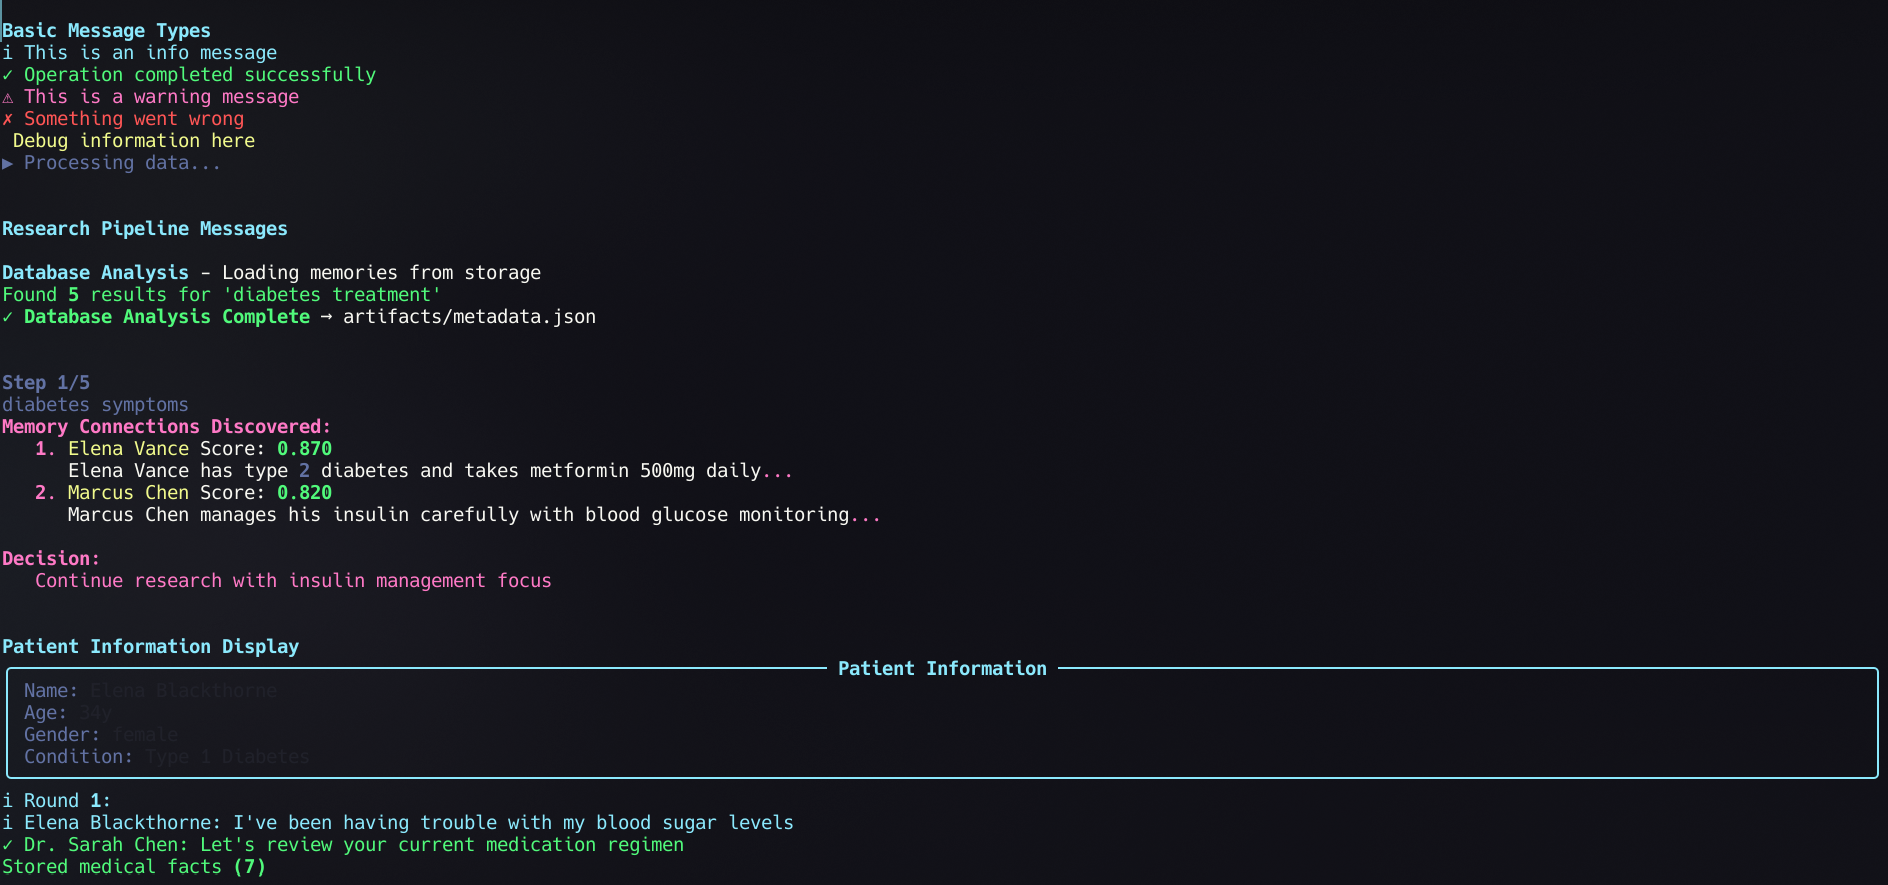 Basic Message Types
i This is an info message
✓ Operation completed successfully
⚠ This is a warning message
✗ Something went wrong
Debug information here
▶ Processing data...
Research Pipeline Messages
Database Analysis - Loading memories from storage
Found 5 results for 'diabetes treatment'
✓ Database Analysis Complete → artifacts/metadata.json
Step 1/5
diabetes symptoms
Memory Connections Discovered:
1. Elena Vance Score: 0.870
Elena Vance has type 2 diabetes and takes metformin 500mg daily...
2. Marcus Chen Score: 0.820
Marcus Chen manages his insulin carefully with blood glucose monitoring...
Decision:
Continue research with insulin management focus
Patient Information Display
Patient Information
Name: Elena Blackthorne
Age: 34y
Gender: female
Condition: Type 1 Diabetes
i Round 1:
i Elena Blackthorne: I've been having trouble with my blood sugar levels
✓ Dr. Sarah Chen: Let's review your current medication regimen
Stored medical facts (7)